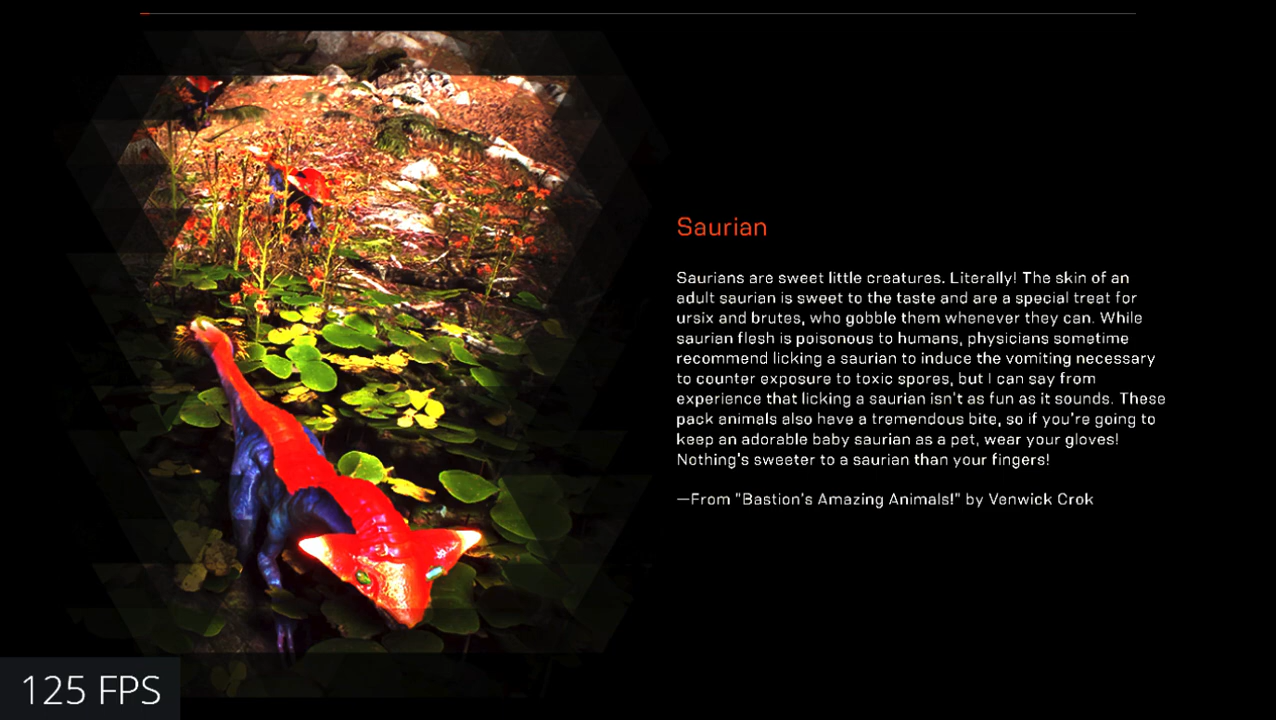 Saurian
Saurians are sweet little creatures. Literally! The skin of an
adult saurian is sweet to the taste and are a special treat for
ursix and brutes, who gobble them whenever they can. While
saurian flesh is poisonous to humans, physicians sometime
recommend licking a saurian to induce the vomiting necessary
to counter exposure to toxic spores, but I can say from
experience that licking a saurian isn't as fun as it sounds. These
pack animals also have a tremendous bite, so if you're going to
keep an adorable baby saurian as a pet, wear your gloves!
Nothing's sweeter to a saurian than your fingers!
—From "Bastion's Amazing Animals!" by Venwick Crok
125 FPS